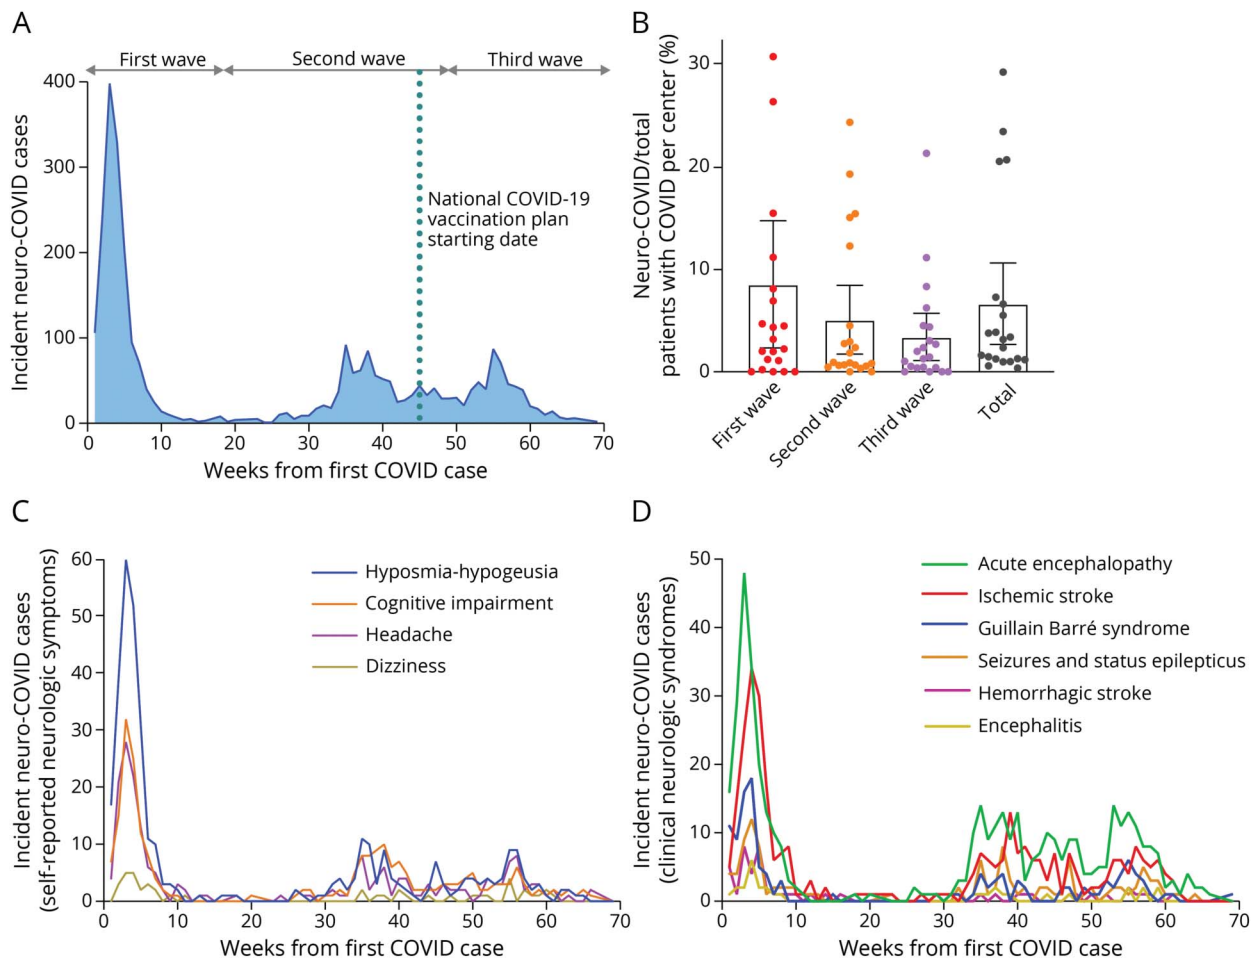 A
First wave
Second wave
Third wave
400
300
200
100
0
Incident neuro-COVID cases
National COVID-19
vaccination plan
starting date
0 10 20 30 40 50 60 70
Weeks from first COVID case
B
Neuro-COVID/total
patients with COVID per center (%)
30
20
10
0
First wave
Second wave
Third wave
Total
C
Incident neuro-COVID cases
(self-reported neurologic symptoms)
60
50
40
30
20
10
0
Hyposmia-hypogeusia
Cognitive impairment
Headache
Dizziness
0 10 20 30 40 50 60 70
Weeks from first COVID case
D
Incident neuro-COVID cases
(clinical neurologic syndromes)
50
40
30
20
10
0
Acute encephalopathy
Ischemic stroke
Guillain Barré syndrome
Seizures and status epilepticus
Hemorrhagic stroke
Encephalitis
0 10 20 30 40 50 60 70
Weeks from first COVID case